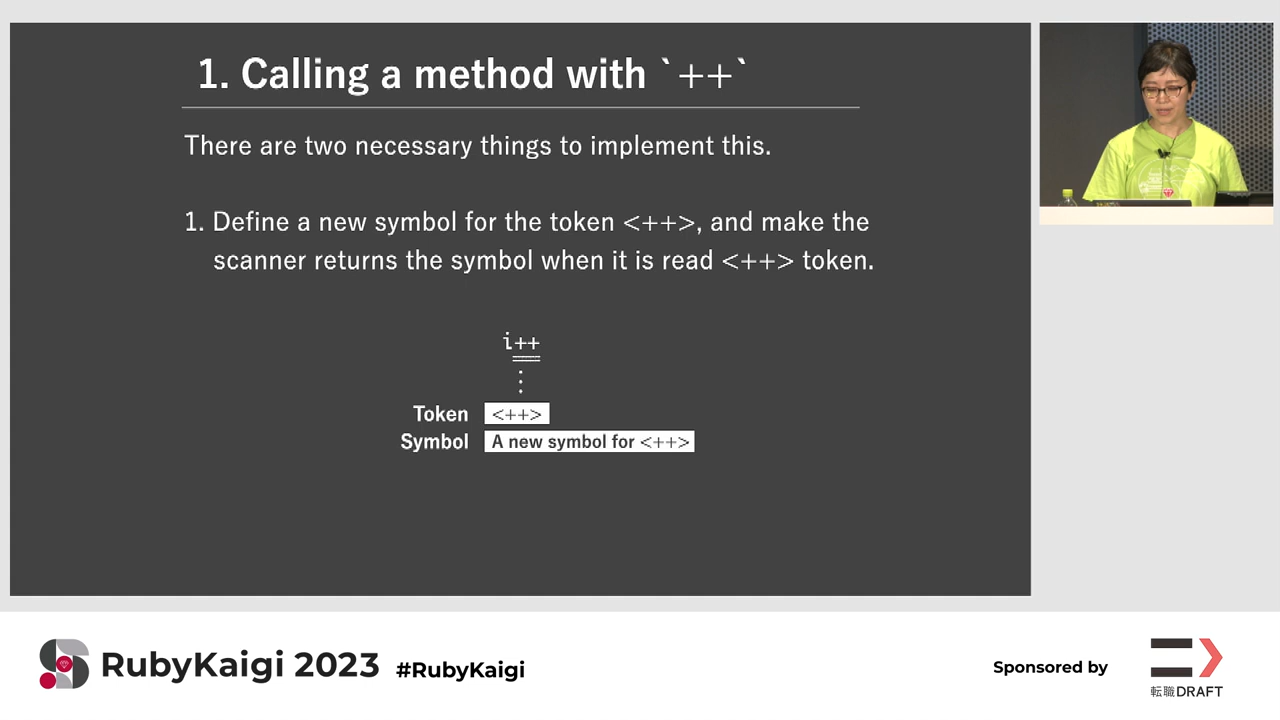 1. Calling a method with `++`
There are two necessary things to implement this.
1. Define a new symbol for the token <++>, and make the
scanner returns the symbol when it is read <++> token.
i++
Token <++>
Symbol A new symbol for <++>
RubyKaigi 2023 #RubyKaigi
Sponsored by
転職DRAFT